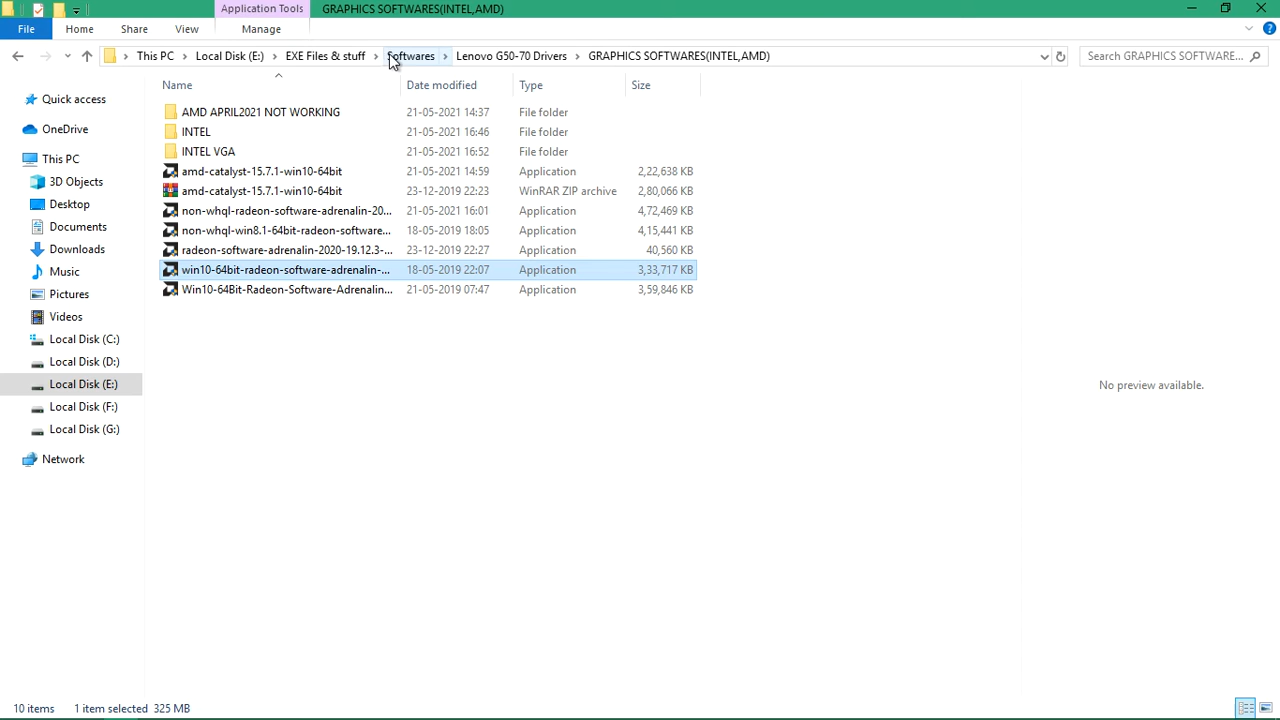 Application Tools GRAPHICS SOFTWARES(INTEL,AMD)
File Home Share View Manage
This PC Local Disk (E:) EXE Files & stuff Softwares Lenovo G50-70 Drivers GRAPHICS SOFTWARES(INTEL,AMD) Search GRAPHICS SOFTWARE...
Name Date modified Type Size
Quick access
OneDrive
This PC
3D Objects
Desktop
Documents
Downloads
Music
Pictures
Videos
Local Disk (C:)
Local Disk (D:)
Local Disk (E:)
Local Disk (F:)
Local Disk (G:)
Network
AMD APRIL2021 NOT WORKING 21-05-2021 14:37 File folder
INTEL 21-05-2021 16:46 File folder
INTEL VGA 21-05-2021 16:52 File folder
amd-catalyst-15.7.1-win10-64bit 21-05-2021 14:59 Application 2,22,638 KB
amd-catalyst-15.7.1-win10-64bit 23-12-2019 22:23 WinRAR ZIP archive 2,80,066 KB
non-whql-radeon-software-adrenalin-20... 21-05-2021 16:01 Application 4,72,469 KB
non-whql-win8.1-64bit-radeon-software... 18-05-2019 18:05 Application 4,15,441 KB
radeon-software-adrenalin-2020-19.12.3-... 23-12-2019 22:27 Application 40,560 KB
win10-64bit-radeon-software-adrenalin-... 18-05-2019 22:07 Application 3,33,717 KB
Win10-64Bit-Radeon-Software-Adrenalin... 21-05-2019 07:47 Application 3,59,846 KB
No preview available.
10 items 1 item selected 325 MB